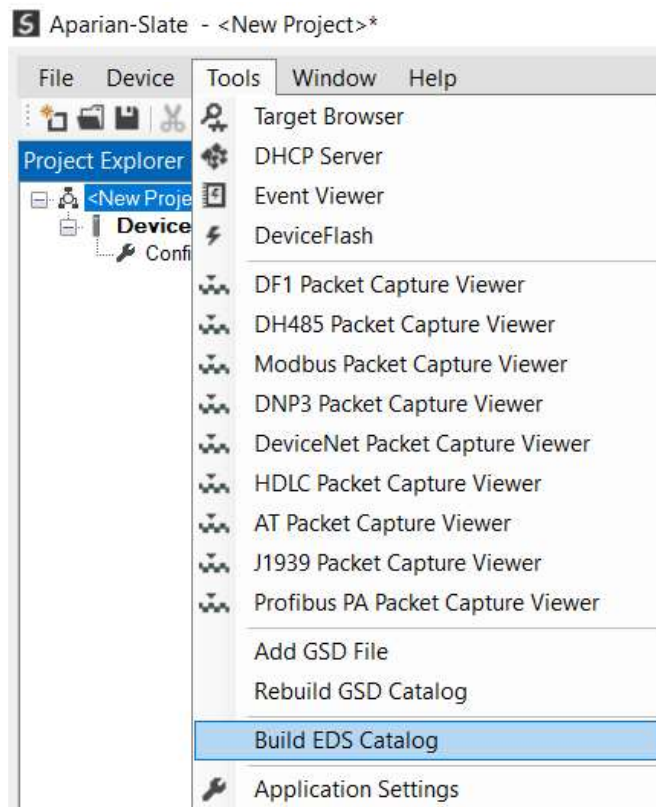 S Aparian-Slate - <New Project>*
File Device Tools Window Help
Target Browser
Project Explorer
DHCP Server
<New Proje
Event Viewer
Device
DeviceFlash
Confi
DF1 Packet Capture Viewer
DH485 Packet Capture Viewer
Modbus Packet Capture Viewer
DNP3 Packet Capture Viewer
DeviceNet Packet Capture Viewer
HDLC Packet Capture Viewer
AT Packet Capture Viewer
J1939 Packet Capture Viewer
Profibus PA Packet Capture Viewer
Add GSD File
Rebuild GSD Catalog
Build EDS Catalog
Application Settings